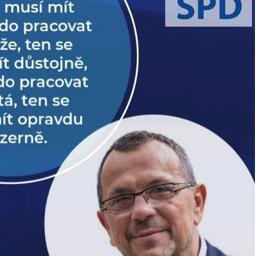 musí mít
do pracovat
že, ten se
ít důstojně,
do pracovat
tá, ten se
ít opravdu
zerně.
SPD